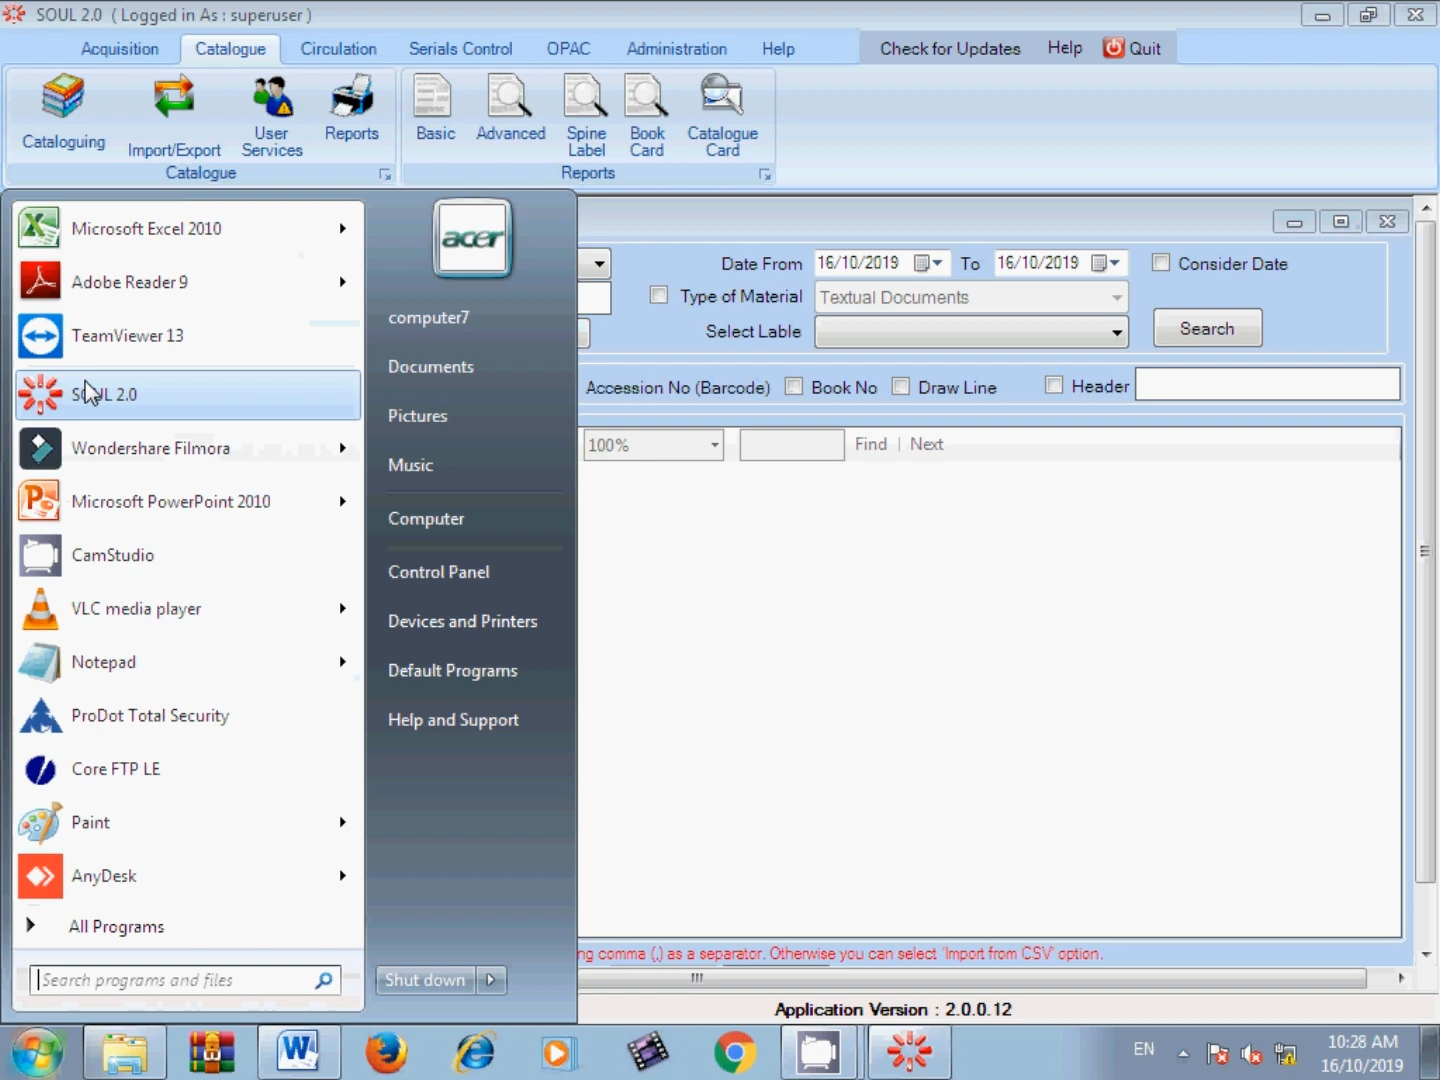 SOUL 2.0 ( Logged in As : superuser )
Acquisition Catalogue Circulation Serials Control OPAC Administration Help Check for Updates Help Quit
Cataloguing Import/Export User Services Reports Basic Advanced Spine Label Book Card Catalogue Card
Catalogue Reports
Microsoft Excel 2010
Adobe Reader 9
TeamViewer 13
SOUL 2.0
Wondershare Filmora
Microsoft PowerPoint 2010
CamStudio
VLC media player
Notepad
ProDot Total Security
Core FTP LE
Paint
AnyDesk
All Programs
Search programs and files
acer
computer7
Documents
Pictures
Music
Computer
Control Panel
Devices and Printers
Default Programs
Help and Support
Shut down
Date From 16/10/2019 To 16/10/2019 Consider Date
Type of Material Textual Documents
Select Lable Search
Accession No (Barcode) Book No Draw Line Header
100% Find | Next
comma (,) as a separator. Otherwise you can select 'Import from CSV' option.
Application Version : 2.0.0.12
EN 10:28 AM
16/10/2019